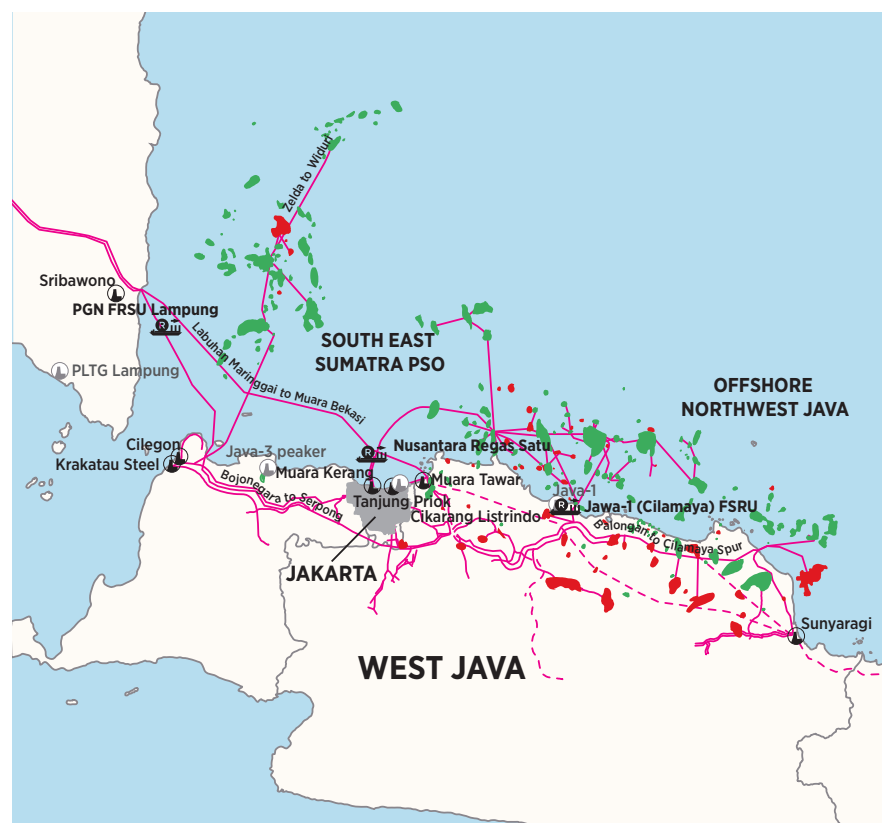 Zelda to Widuri
Sribawono
PGN FRSU Lampung
Labuhan Maringgai to Muara Bekasi
SOUTH EAST
SUMATRA PSO
PLTG Lampung
OFFSHORE
NORTHWEST JAVA
Cilegon
Krakatau Steel
Java-3 peaker
Nusantara Regas Satu
Muara Kerang
Muara Tawar
Bojonegara to Serpong
Tanjung Priok
Java-1
Jawa-1 (Cilamaya) FSRU
Cikarang Listrindo
Balongan to Cilamaya Spur
JAKARTA
Sunyaragi
WEST JAVA
R
R
R